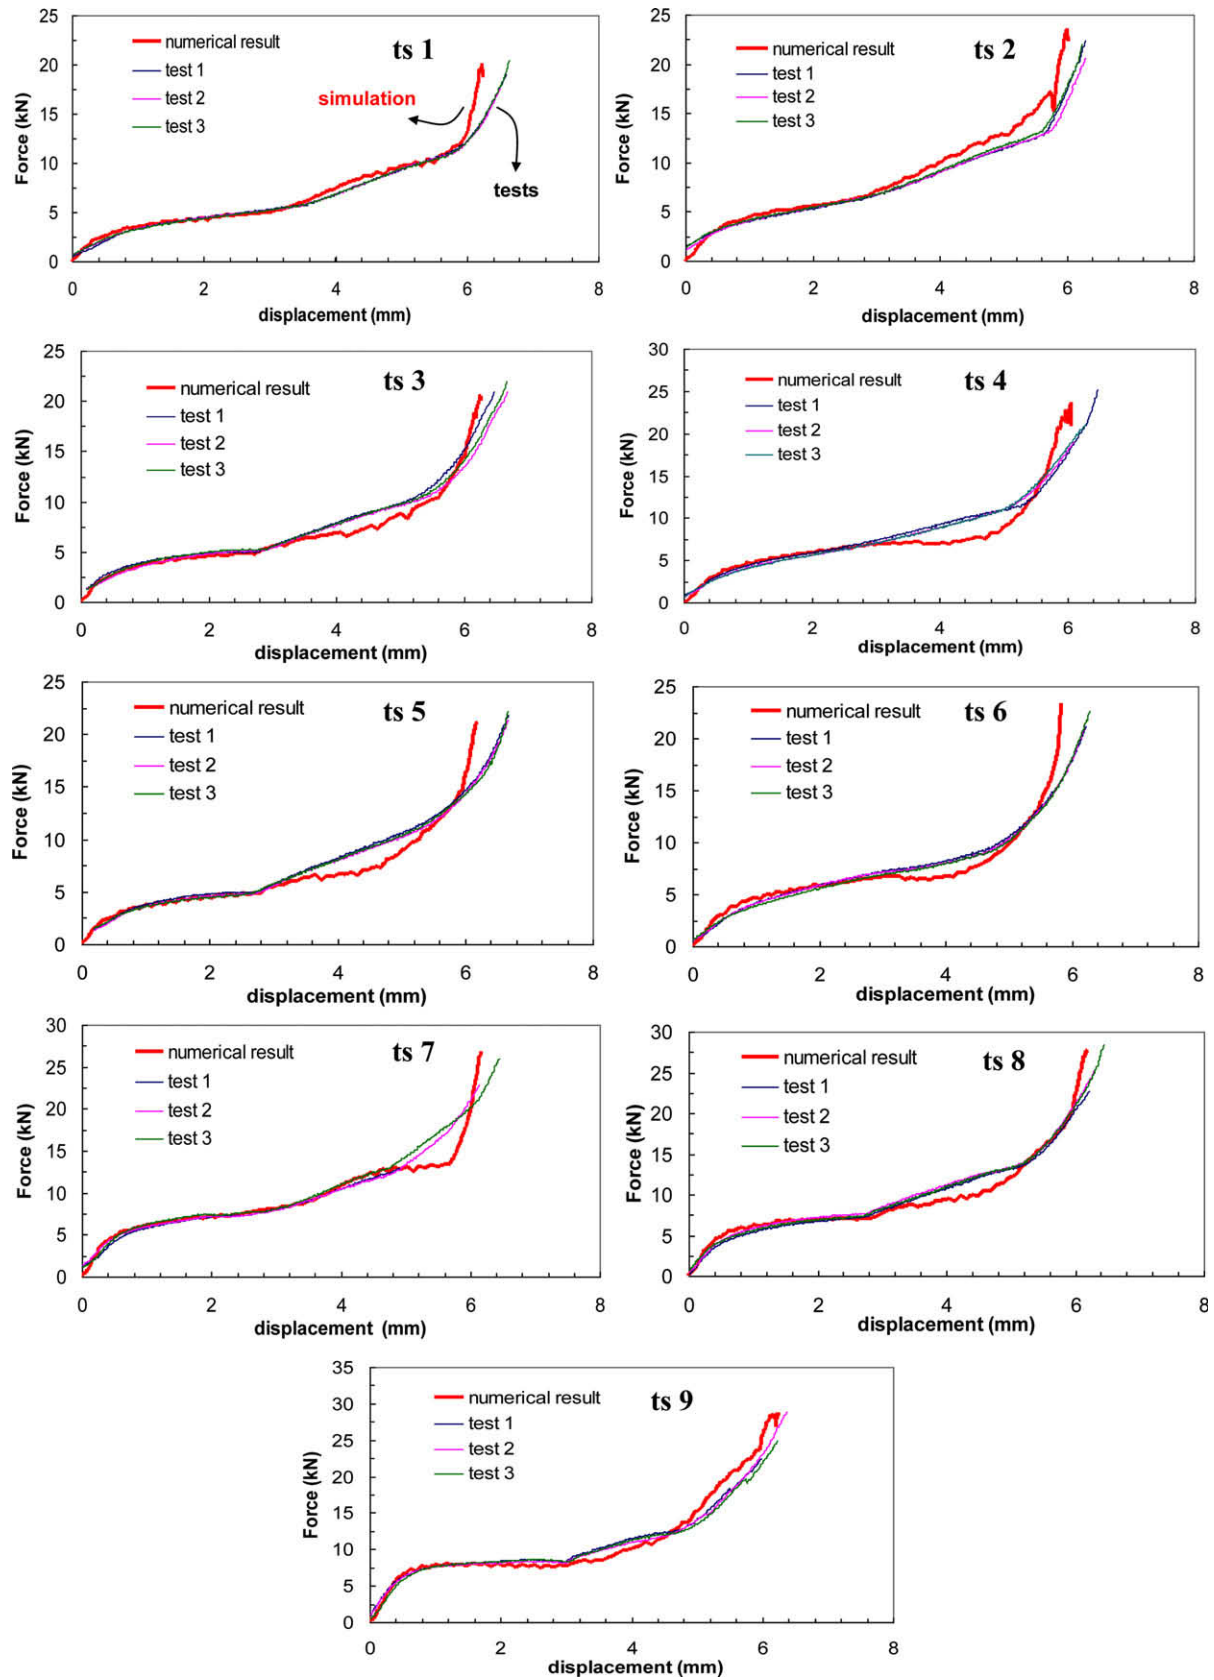 ts 1
numerical result
test 1
test 2
test 3
simulation
tests
Force (kN)
25
20
15
10
5
0
0 2 4 6 8
displacement (mm)
ts 2
numerical result
test 1
test 2
test 3
Force (kN)
25
20
15
10
5
0
0 2 4 6 8
displacement (mm)
ts 3
numerical result
test 1
test 2
test 3
Force (kN)
25
20
15
10
5
0
0 2 4 6 8
displacement (mm)
ts 4
numerical result
test 1
test 2
test 3
Force (kN)
30
25
20
15
10
5
0
0 2 4 6 8
displacement (mm)
ts 5
numerical result
test 1
test 2
test 3
Force (kN)
25
20
15
10
5
0
0 2 4 6 8
displacement (mm)
ts 6
numerical result
test 1
test 2
test 3
Force (kN)
25
20
15
10
5
0
0 2 4 6 8
displacement (mm)
ts 7
numerical result
test 1
test 2
test 3
Force (kN)
30
25
20
15
10
5
0
0 2 4 6 8
displacement (mm)
ts 8
numerical result
test 1
test 2
test 3
Force (kN)
30
25
20
15
10
5
0
0 2 4 6 8
displacement (mm)
ts 9
numerical result
test 1
test 2
test 3
Force (kN)
35
30
25
20
15
10
5
0
0 2 4 6 8
displacement (mm)